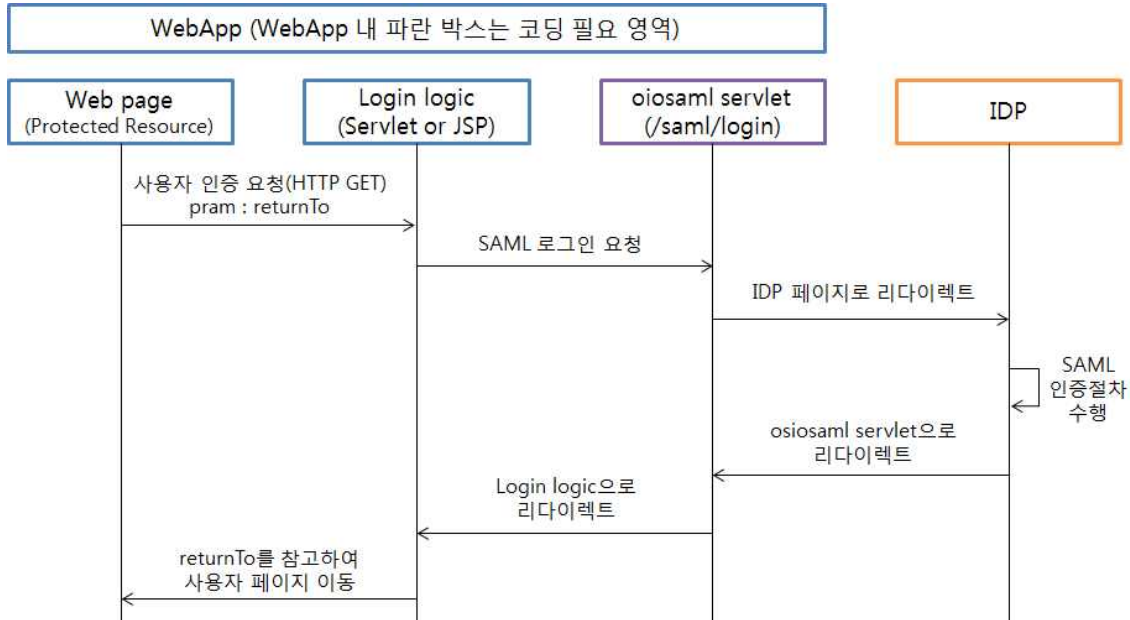 WebApp (WebApp 내 파란 박스는 코딩 필요 영역)
Web page
(Protected Resource)
Login logic
(Servlet or JSP)
oiosaml servlet
(/saml/login)
IDP
사용자 인증 요청(HTTP GET)
pram : returnTo
SAML 로그인 요청
IDP 페이지로 리다이렉트
SAML
인증절차
수행
osiosaml servlet으로
리다이렉트
Login logic으로
리다이렉트
returnTo를 참고하여
사용자 페이지 이동